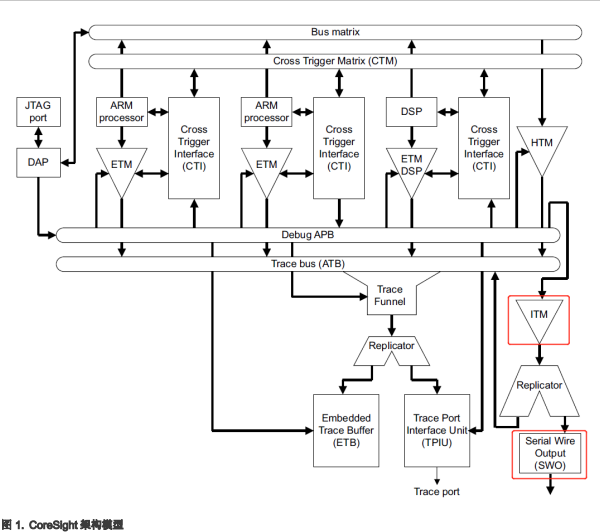 Bus matrix
Cross Trigger Matrix (CTM)
JTAG
port
ARM
processor
Cross
Trigger
Interface
(CTI)
ARM
processor
Cross
Trigger
Interface
(CTI)
DSP
Cross
Trigger
Interface
(CTI)
HTM
DAP
ETM
ETM
ETM
DSP
Debug APB
Trace bus (ATB)
Trace
Funnel
ITM
Replicator
Replicator
Embedded
Trace Buffer
(ETB)
Trace Port
Interface Unit
(TPIU)
Serial Wire
Output
(SWO)
Trace port
图 1. CoreSight 架构模型